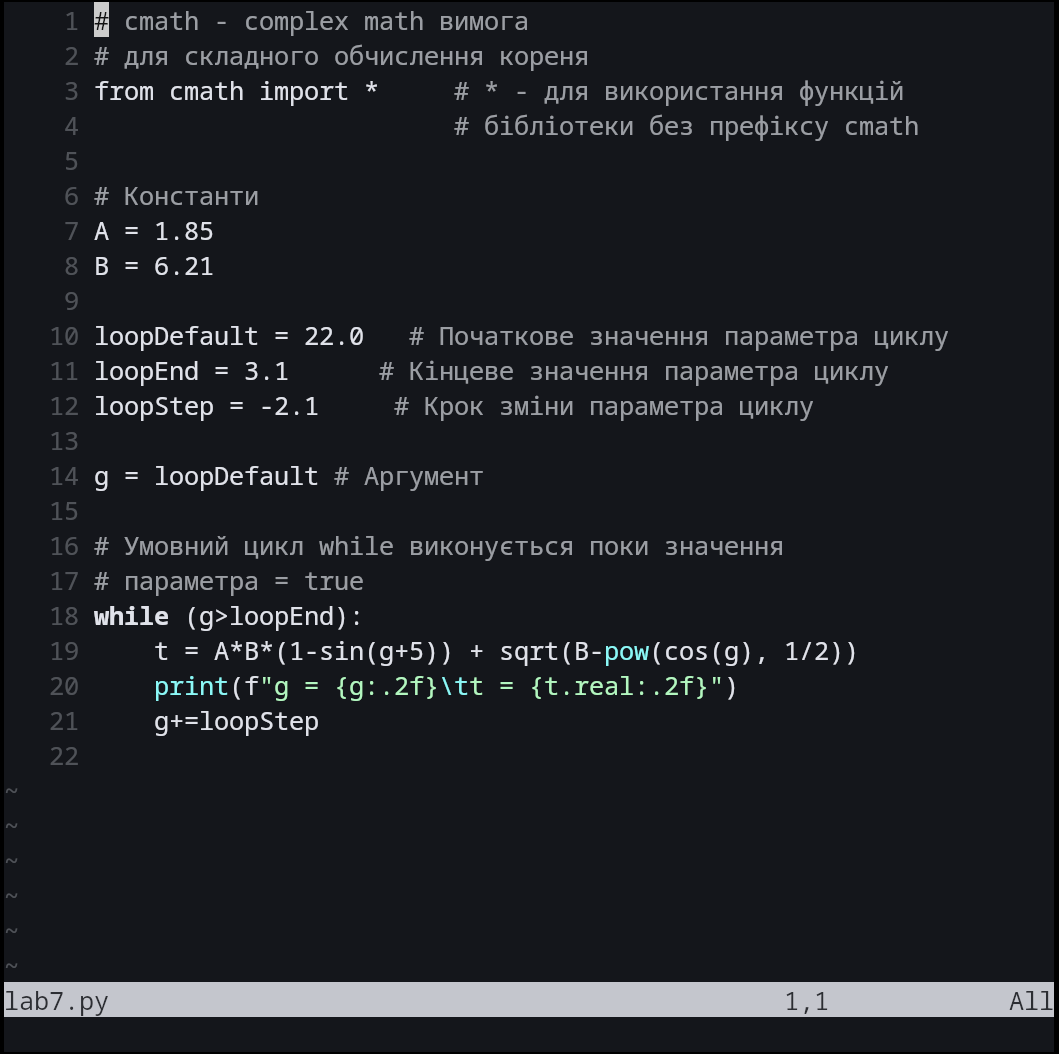 1 # cmath - complex math вимога
2 # для складного обчислення кореня
3 from cmath import *     # * - для використання функцій
4                         # бібліотеки без префіксу cmath
5
6 # Константи
7 A = 1.85
8 B = 6.21
9
10 loopDefault = 22.0   # Початкове значення параметра циклу
11 loopEnd = 3.1      # Кінцеве значення параметра циклу
12 loopStep = -2.1     # Крок зміни параметра циклу
13
14 g = loopDefault # Аргумент
15
16 # Умовний цикл while виконується поки значення
17 # параметра = true
18 while (g>loopEnd):
19     t = A*B*(1-sin(g+5)) + sqrt(B-pow(cos(g), 1/2))
20     print(f"g = {g:.2f}\tt = {t.real:.2f}")
21     g+=loopStep
22
~
~
~
~
~
~
lab7.py 1,1 All